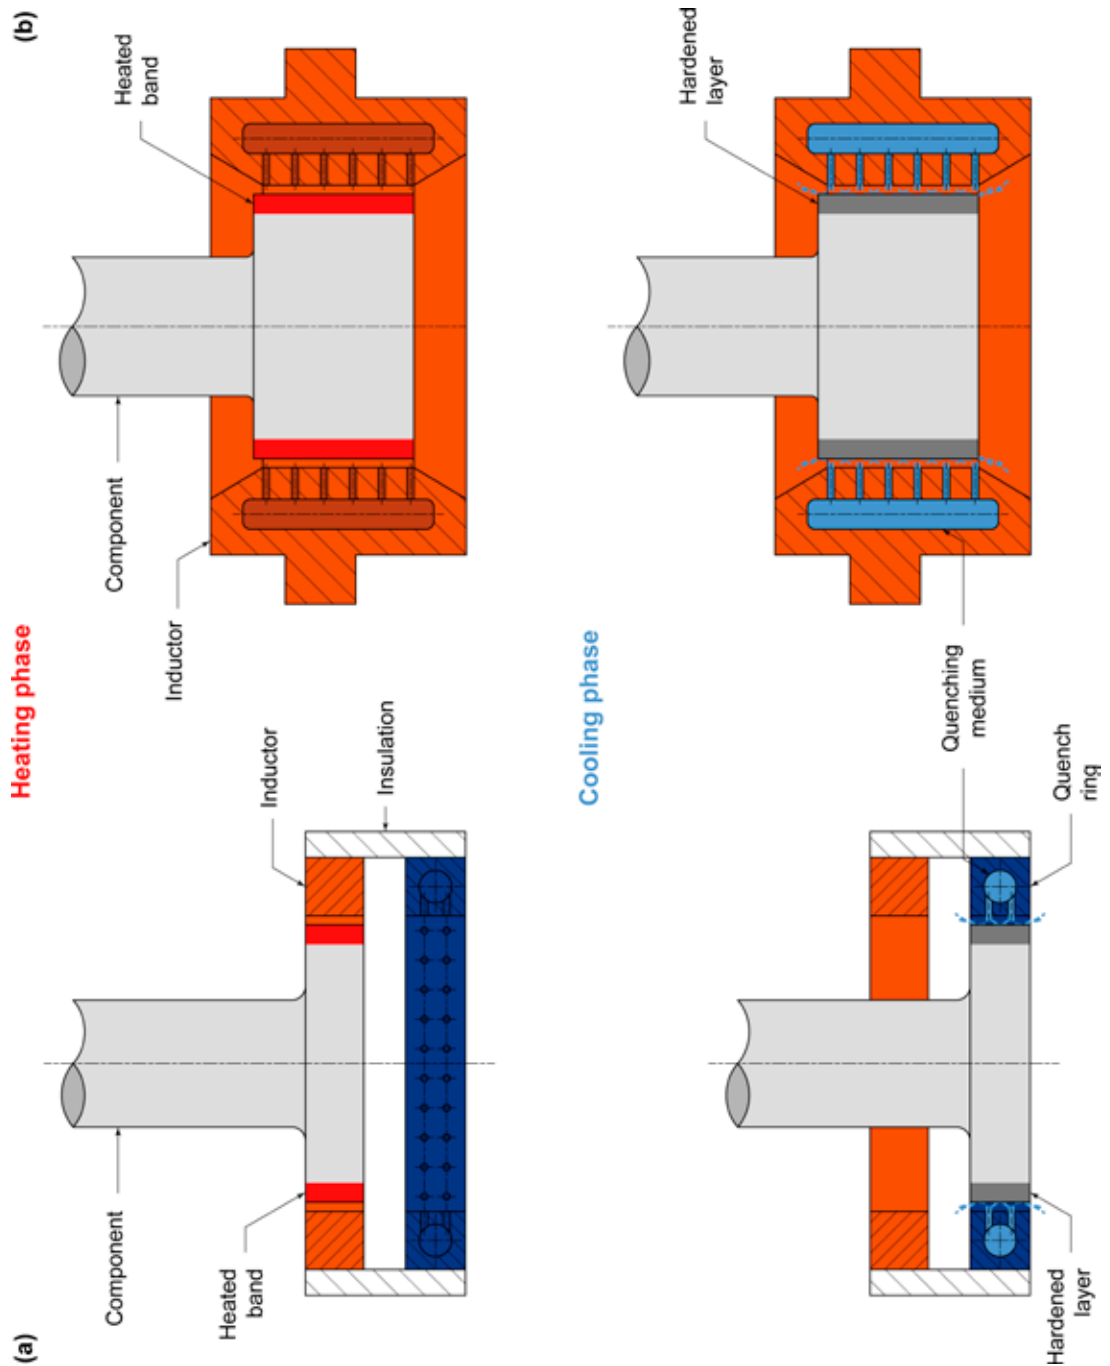 (a)
Heating phase
(b)
Component
Component
Heated
band
Inductor
Heated
band
Inductor
Insulation
Cooling phase
Hardened
layer
Quenching
medium
Hardened
layer
Quench
ring